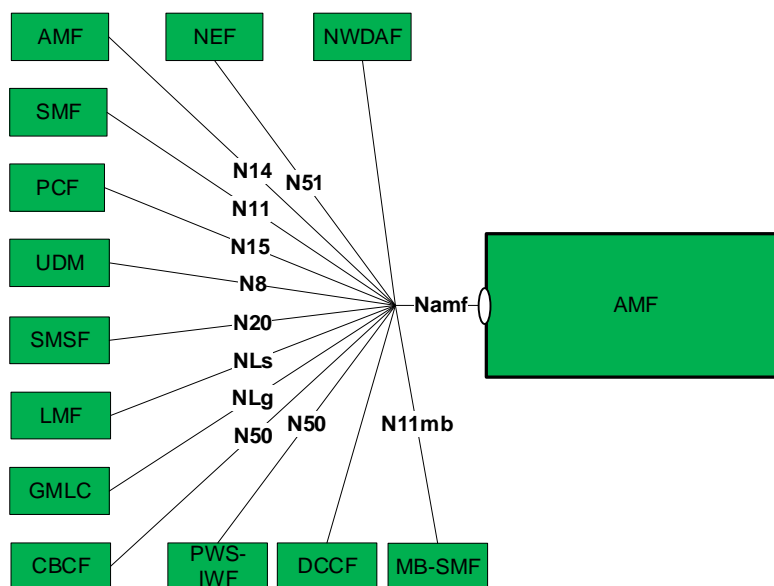 AMF
NEF
NWDAF
SMF
N14
N51
PCF
N11
N15
UDM
N8
Namf
AMF
SMSF
N20
NLs
LMF
NLg
N50
N50
N11mb
GMLC
CBCF
PWS-
IWF
DCCF
MB-SMF